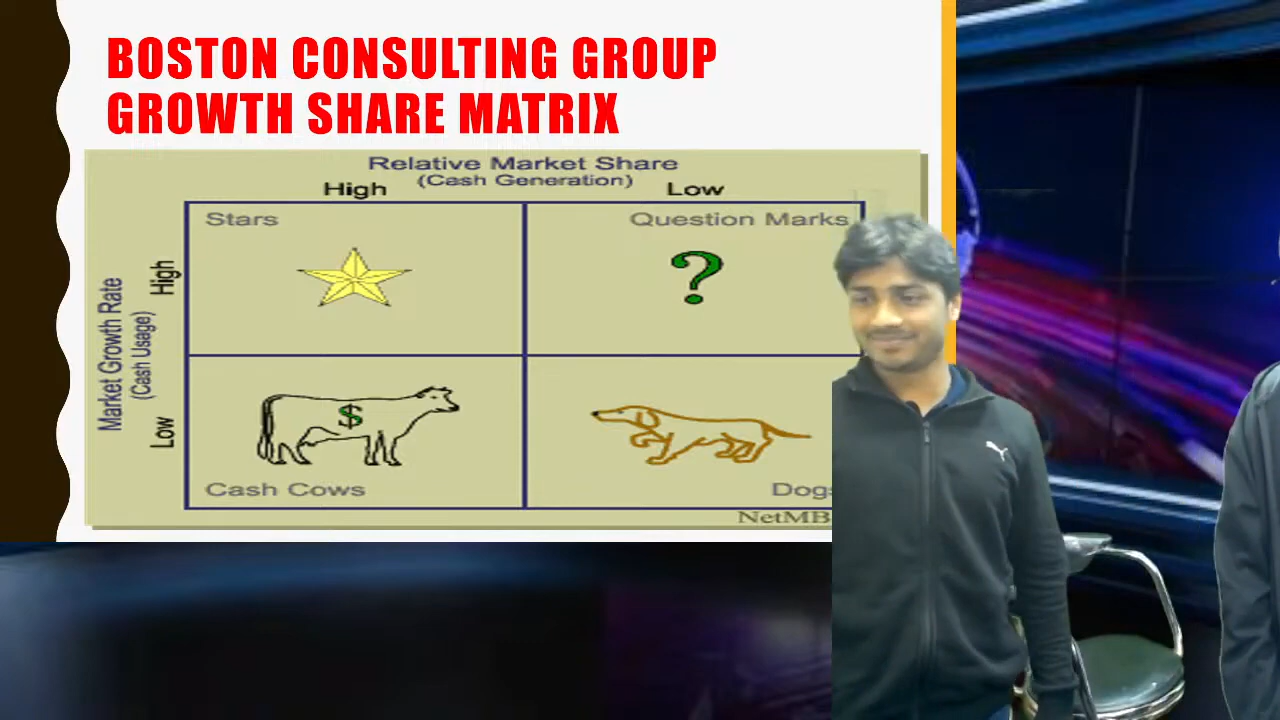 BOSTON CONSULTING GROUP
GROWTH SHARE MATRIX
Relative Market Share
(Cash Generation)
High
Low
Stars
Question Marks
Market Growth Rate
(Cash Usage)
High
Low
?
$
Cash Cows
Dogs
NetMB